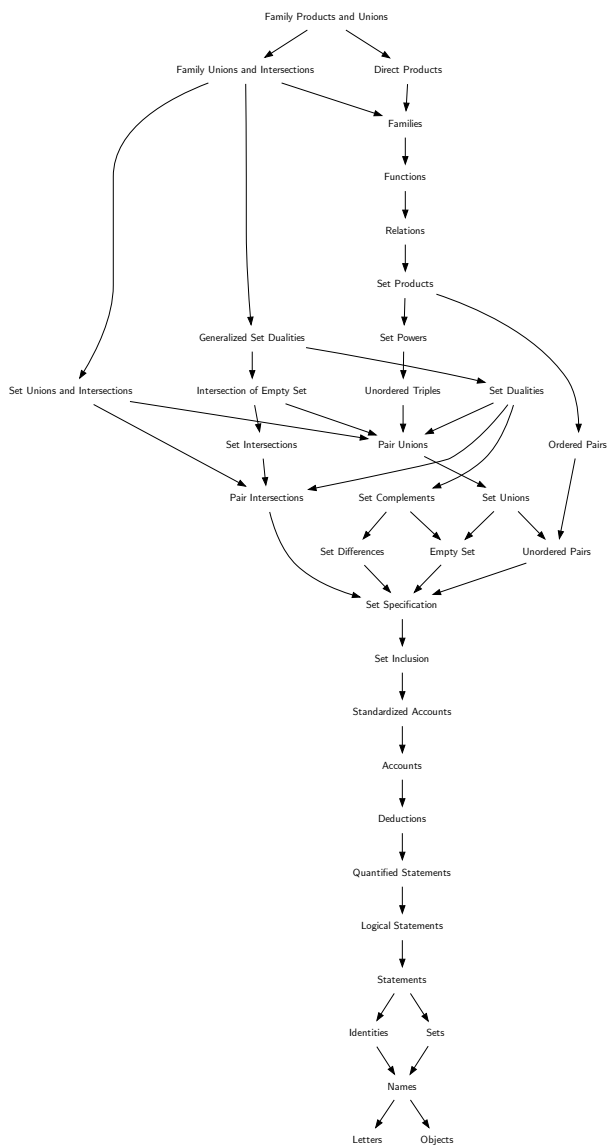 Family Products and Unions
Family Unions and Intersections
Direct Products
Families
Functions
Relations
Set Products
Generalized Set Dualities
Set Powers
Set Unions and Intersections
Intersection of Empty Set
Unordered Triples
Set Dualities
Set Intersections
Pair Unions
Ordered Pairs
Pair Intersections
Set Complements
Set Unions
Set Differences
Empty Set
Unordered Pairs
Set Specification
Set Inclusion
Standardized Accounts
Accounts
Deductions
Quantified Statements
Logical Statements
Statements
Identities
Sets
Names
Letters
Objects